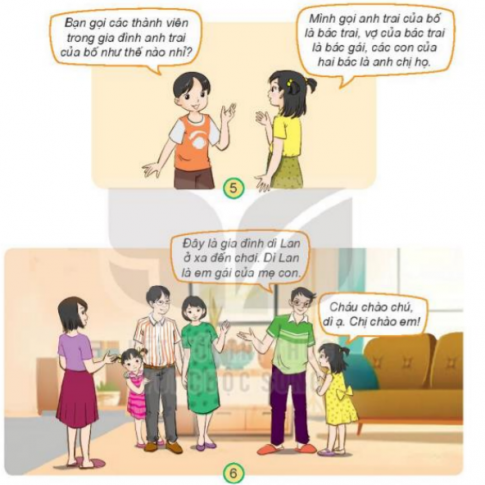 Bạn gọi các thành viên
trong gia đình anh trai
của bố như thế nào nhỉ?
Mình gọi anh trai của bố
là bác trai, vợ của bác trai
là bác gái, các con của
hai bác là anh chị họ.
5
Đây là gia đình dì Lan
ở xa đến chơi. Dì Lan
là em gái của mẹ con.
Cháu chào chú,
dì ạ. Chị chào em!
6